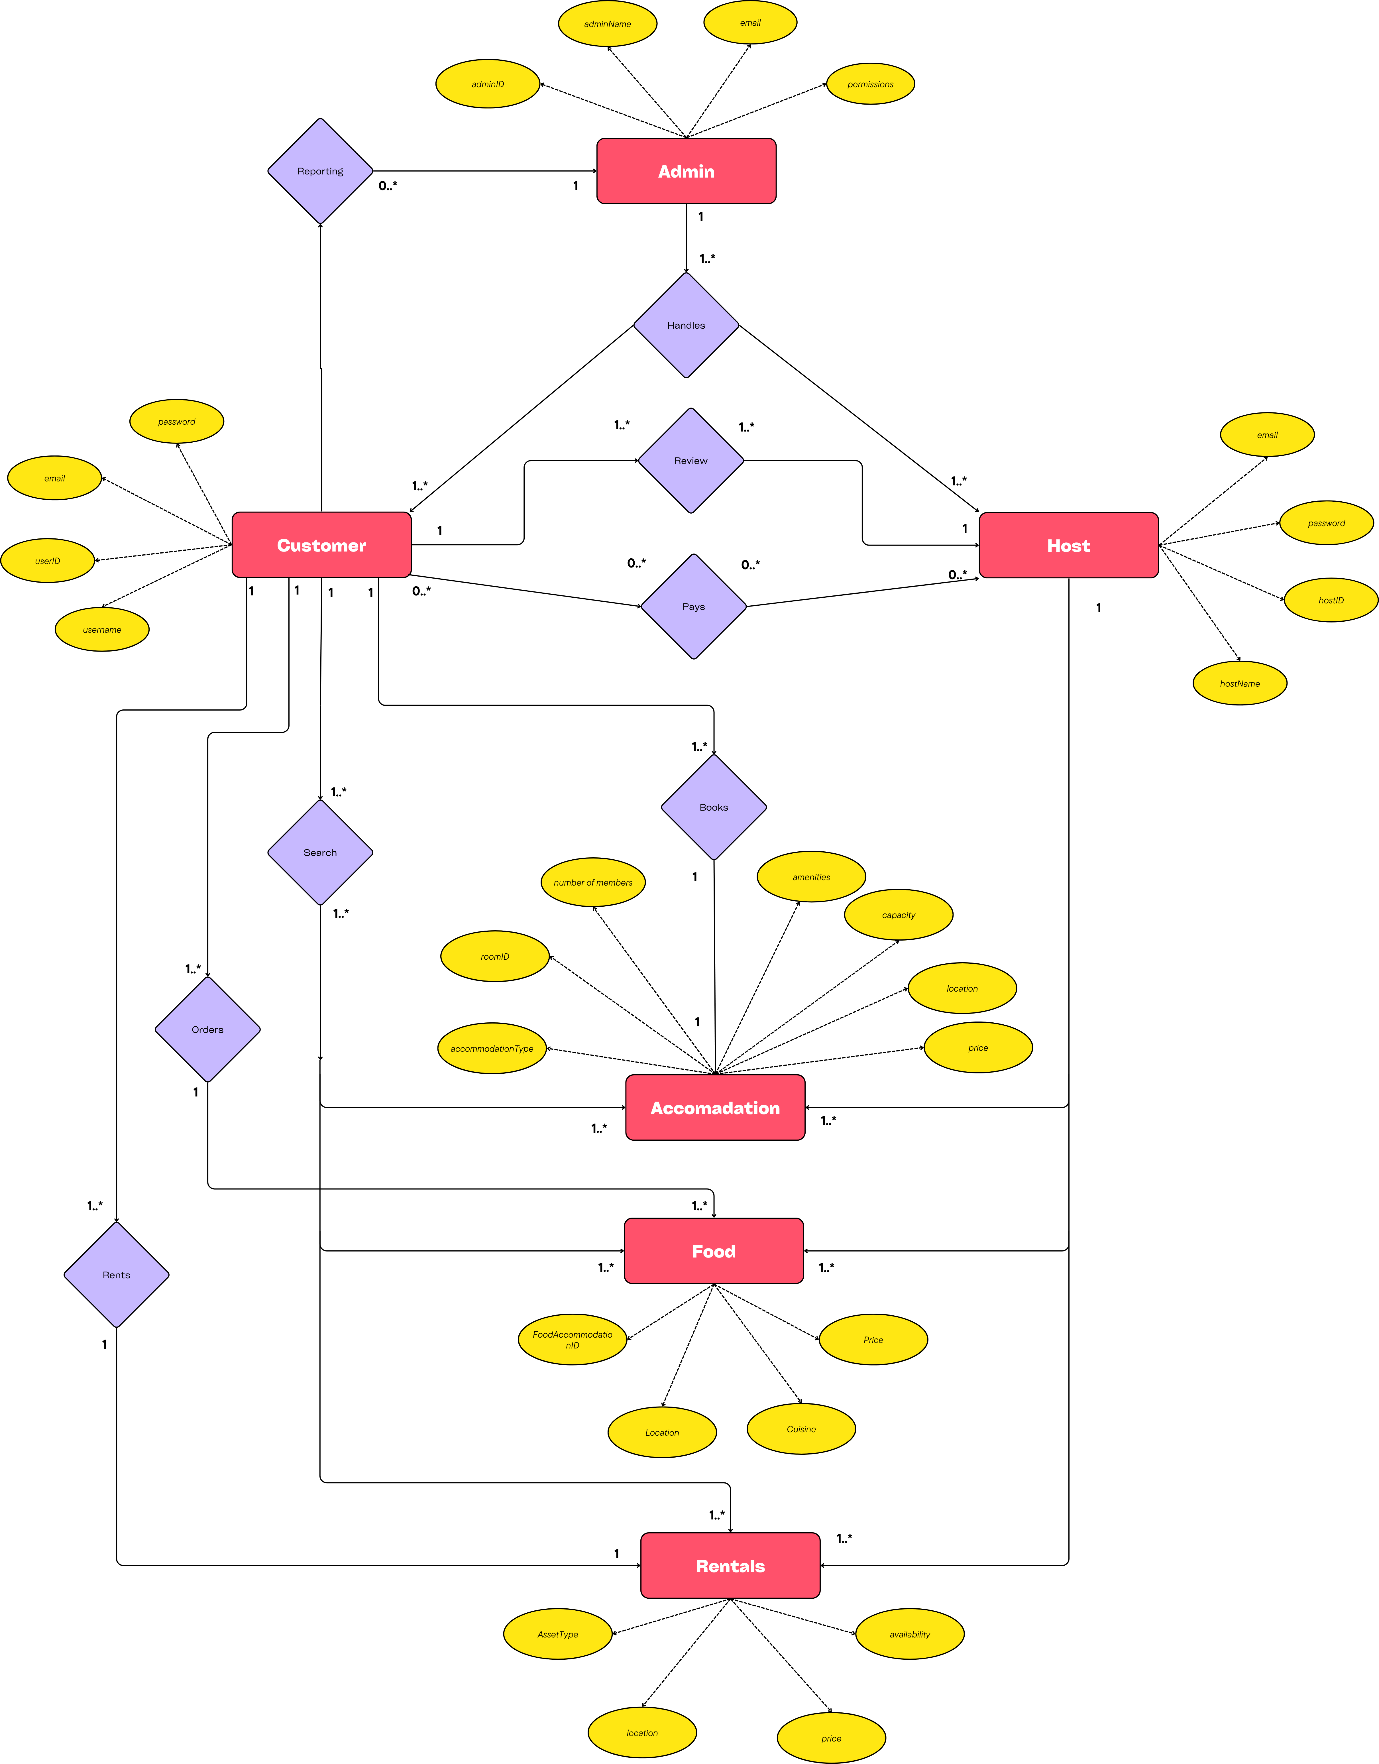 adminName
email
adminID
permissions
Reporting
Admin
0..*
1
1
1..*
Handles
password
1..*
1..*
email
Review
email
1..*
1..*
password
1
1
Customer
Host
userID
0..*
0..*
0..*
hostID
1
1
1
1
0..*
Pays
1
username
hostName
1..*
1..*
Books
Search
1
number of members
amenities
1..*
capacity
roomID
1..*
location
1
Orders
accommodationType
price
1
Accomadation
1..*
1..*
1..*
1..*
Food
1..*
1..*
Rents
FoodAccommodatio
nID
Price
1
Location
Cuisine
1..*
1..*
1
Rentals
AssetType
availability
location
price